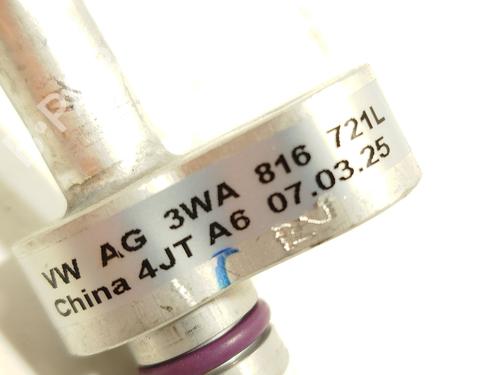 VW AG 3WA 816 721L
China 4JT A6 07.03.25